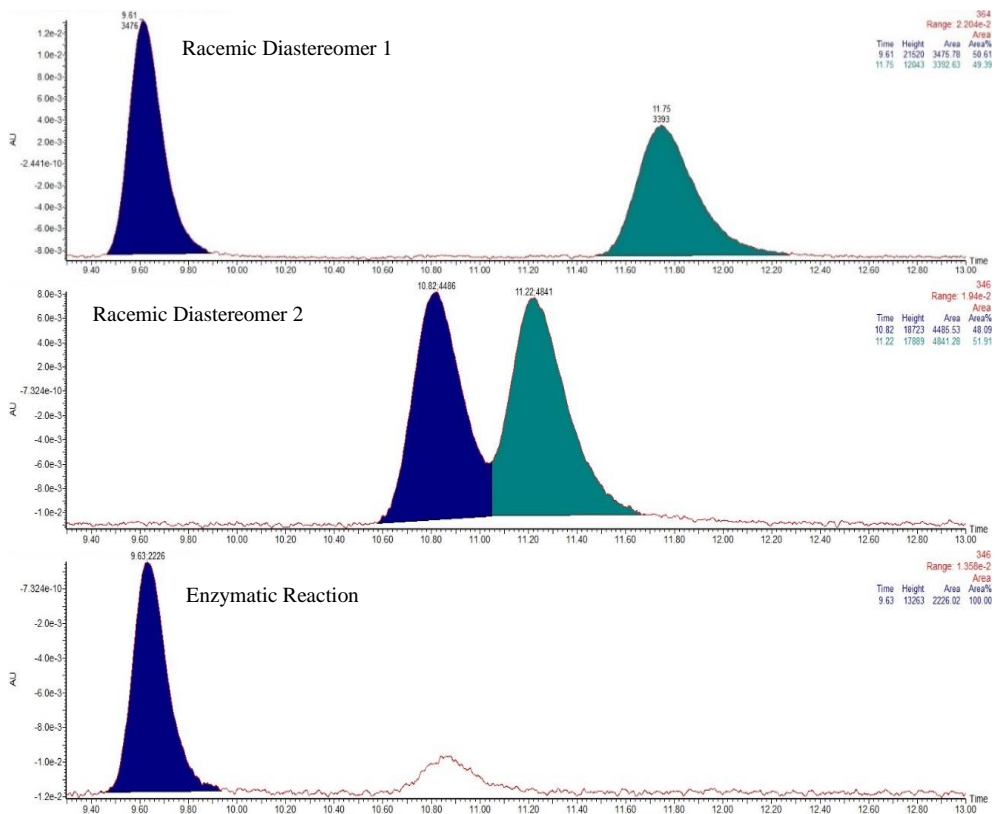 9.61
3476
Racemic Diastereomer 1
364
Range: 2.204e-2
Area
Time Height Area Area%
9.61 21520 3475.78 50.61
11.75 12043 3392.63 49.39
11.75
3393
AU
1.2e-2
1.0e-2
8.0e-3
6.0e-3
4.0e-3
2.0e-3
-2.441e-10
-2.0e-3
-4.0e-3
-6.0e-3
-8.0e-3
Time
9.40 9.60 9.80 10.00 10.20 10.40 10.60 10.80 11.00 11.20 11.40 11.60 11.80 12.00 12.20 12.40 12.60 12.80 13.00
10.82;4486
11.22;4841
Racemic Diastereomer 2
346
Range: 1.94e-2
Area
Time Height Area Area%
10.82 18723 4485.53 48.09
11.22 17889 4841.28 51.91
AU
8.0e-3
6.0e-3
4.0e-3
2.0e-3
-7.324e-10
-2.0e-3
-4.0e-3
-6.0e-3
-8.0e-3
-1.0e-2
Time
9.40 9.60 9.80 10.00 10.20 10.40 10.60 10.80 11.00 11.20 11.40 11.60 11.80 12.00 12.20 12.40 12.60 12.80 13.00
9.63;2226
Enzymatic Reaction
346
Range: 1.358e-2
Area
Time Height Area Area%
9.63 13263 2226.02 100.00
AU
-7.324e-10
-2.0e-3
-4.0e-3
-6.0e-3
-8.0e-3
-1.0e-2
-1.2e-2
Time
9.40 9.60 9.80 10.00 10.20 10.40 10.60 10.80 11.00 11.20 11.40 11.60 11.80 12.00 12.20 12.40 12.60 12.80 13.00